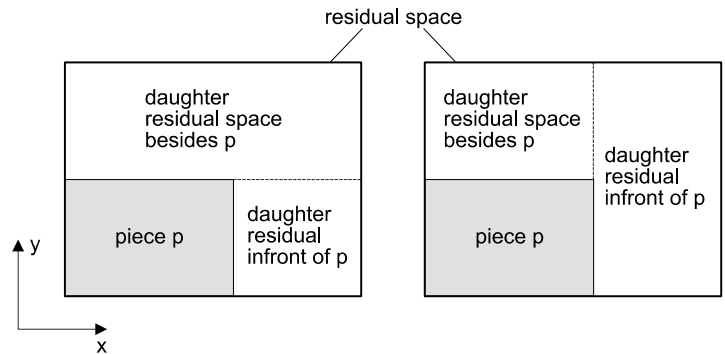 residual space
daughter
residual space
besides p
piece p
daughter
residual
infront of p
daughter
residual space
besides p
piece p
daughter
residual
infront of p
y
x